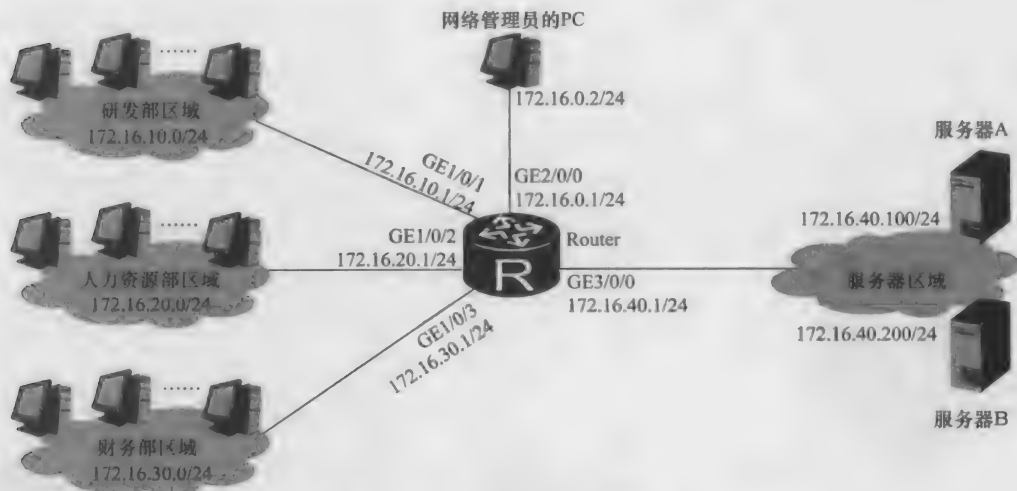 网络管理员的PC
172.16.0.2/24
……
研发部区域
172.16.10.0/24
GE1/0/1
172.16.10.1/24
GE2/0/0
172.16.0.1/24
服务器A
172.16.40.100/24
……
人力资源部区域
172.16.20.0/24
GE1/0/2
172.16.20.1/24
Router
R
GE3/0/0
172.16.40.1/24
服务器区域
172.16.40.200/24
服务器B
GE1/0/3
172.16.30.1/24
……
财务部区域
172.16.30.0/24